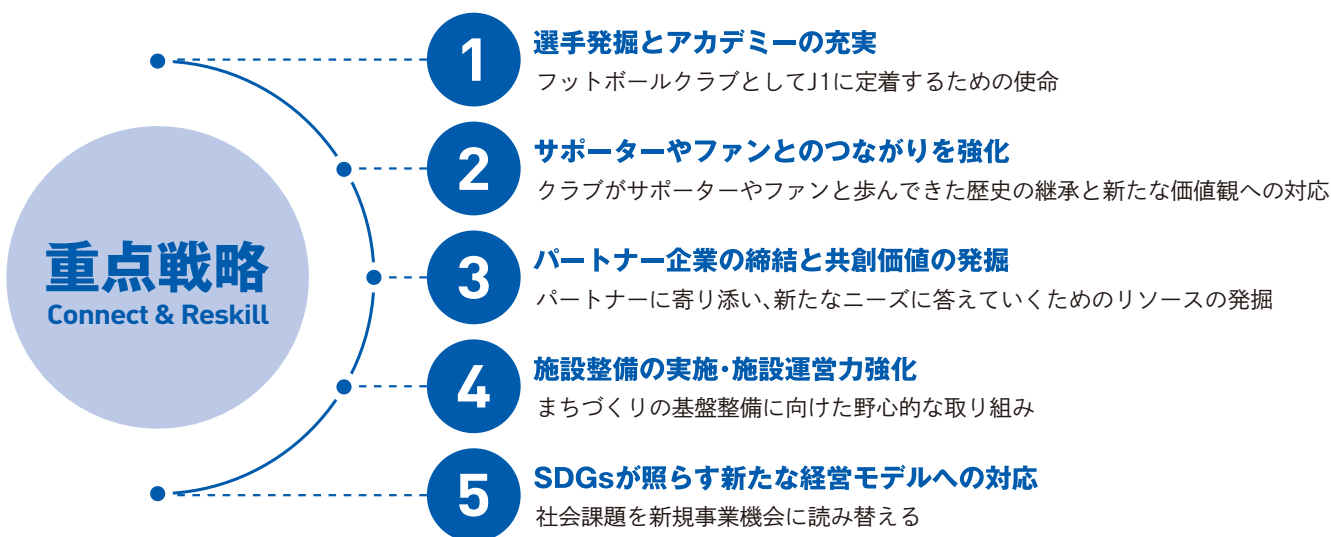 重点戦略
Connect & Reskill
1
選手発掘とアカデミーの充実
フットボールクラブとしてJ1に定着するための使命
2
サポーターやファンとのつながりを強化
クラブがサポーターやファンと歩んできた歴史の継承と新たな価値観への対応
3
パートナー企業の締結と共創価値の発掘
パートナーに寄り添い、新たなニーズに答えていくためのリソースの発掘
4
施設整備の実施・施設運営力強化
まちづくりの基盤整備に向けた野心的な取り組み
5
SDGsが照らす新たな経営モデルへの対応
社会課題を新規事業機会に読み替える